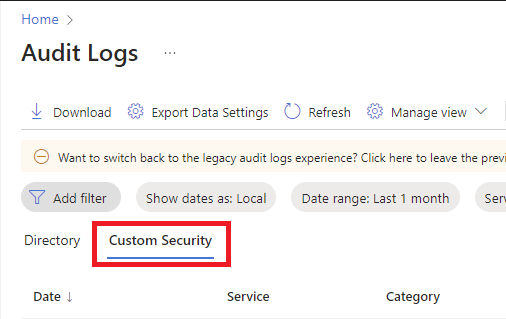 Home >
Audit Logs ...
Download Export Data Settings Refresh Manage view
Want to switch back to the legacy audit logs experience? Click here to leave the
Add filter Show dates as: Local Date range: Last 1 month
Directory Custom Security
Date ↓ Service Category